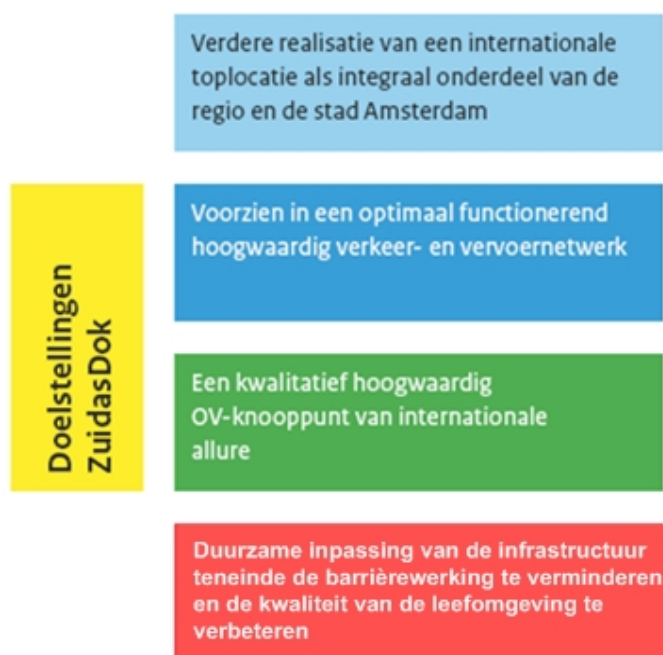 Verdere realisatie van een internationale
toplocatie als integraal onderdeel van de
regio en de stad Amsterdam
Doelstellingen
ZuidasDok
Voorzien in een optimaal functionerend
hoogwaardig verkeer- en vervoernetwerk
Een kwalitatief hoogwaardig
OV-knooppunt van internationale
allure
Duurzame inpassing van de infrastructuur
teneinde de barrièrewerking te verminderen
en de kwaliteit van de leefomgeving te
verbeteren